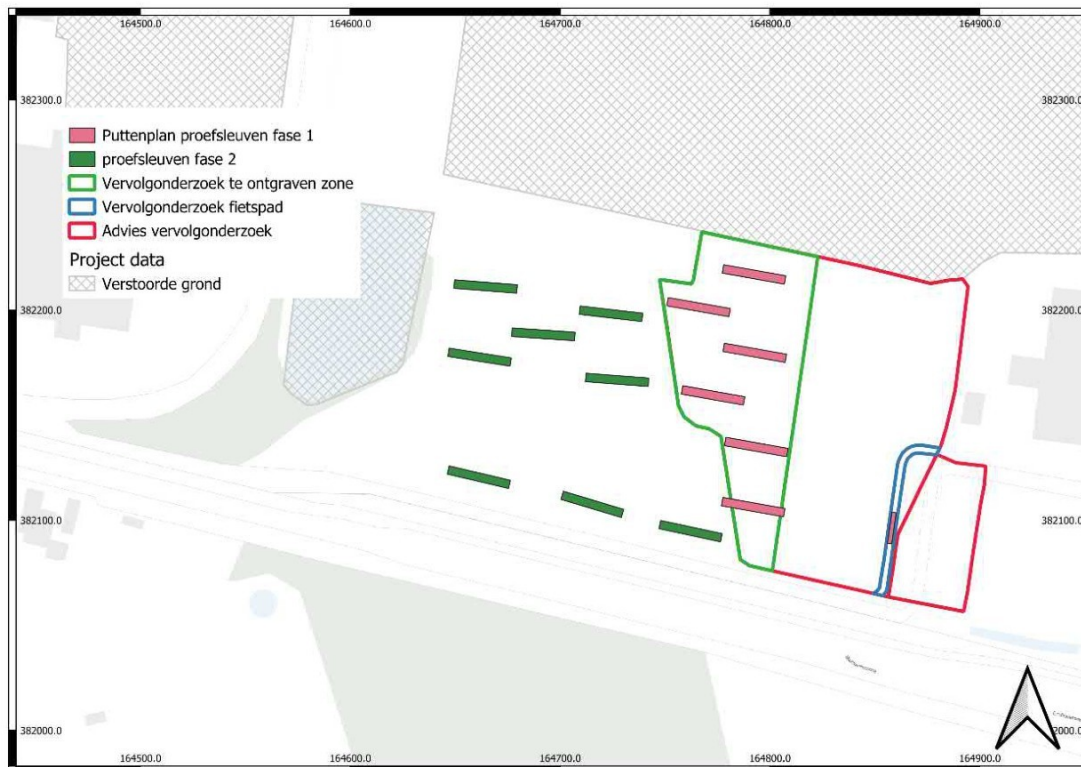 164500.0 164600.0 164700.0 164800.0 164900.0
382300.0 382300.0
Puttenplan proefsleuven fase 1
proefsleuven fase 2
Vervolgonderzoek te ontgraven zone
Vervolgonderzoek fietspad
Advies vervolgonderzoek
Project data
Verstoorde grond
382200.0 382200.0
382100.0 382100.0
382000.0 382000.0
164500.0 164600.0 164700.0 164800.0 164900.0